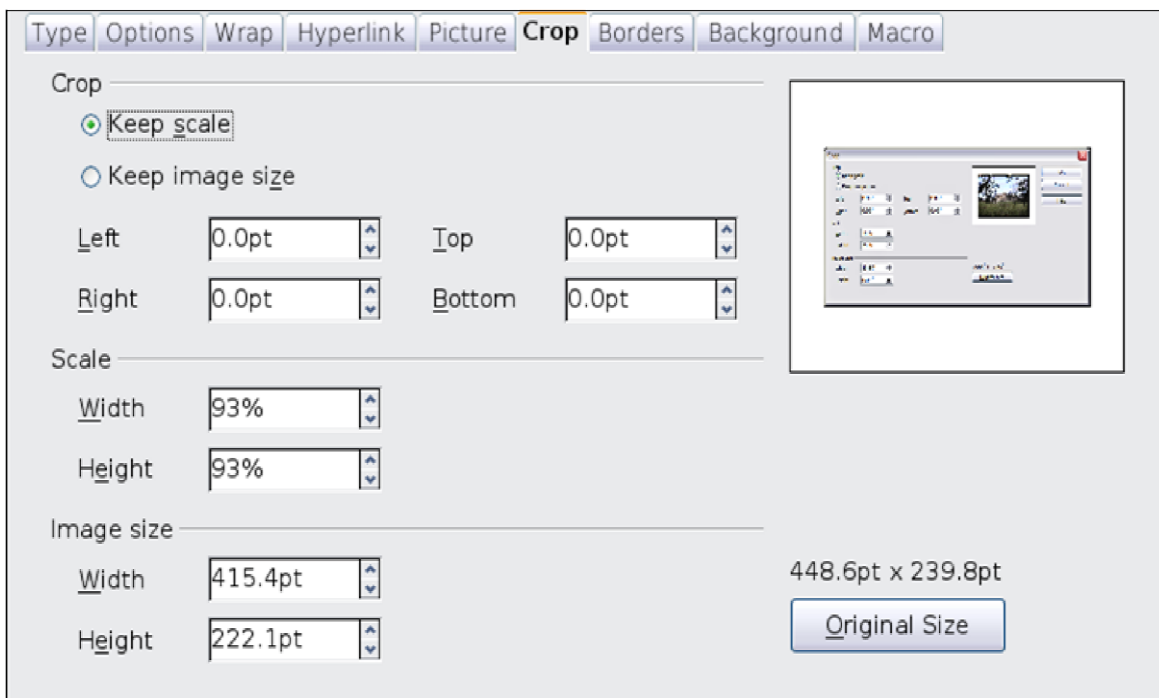 Type Options Wrap Hyperlink Picture Crop Borders Background Macro
Crop
Keep scale
Keep image size
Left 0.0pt Top 0.0pt
Right 0.0pt Bottom 0.0pt
Scale
Width 93%
Height 93%
Image size
Width 415.4pt
Height 222.1pt
448.6pt x 239.8pt
Original Size